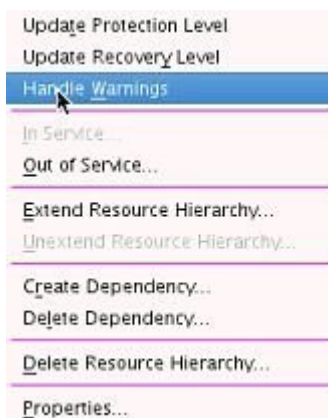 Update Protection Level
Update Recovery Level
Handle Warnings
In Service...
Out of Service...
Extend Resource Hierarchy...
Unextend Resource Hierarchy...
Create Dependency...
Delete Dependency...
Delete Resource Hierarchy...
Properties...